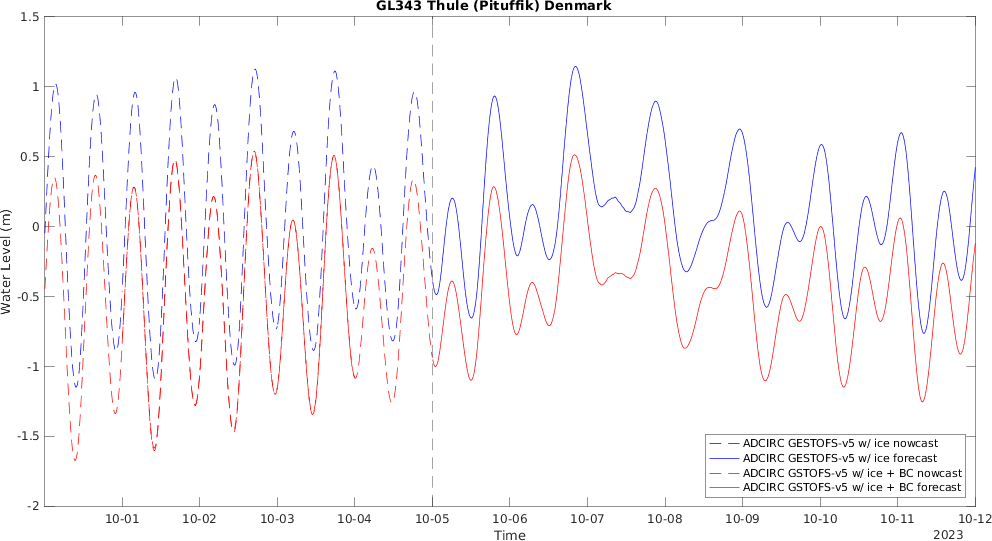 GL343 Thule (Pituffik) Denmark
1.5
1
0.5
0
-0.5
-1
-1.5
-2
Water Level (m)
ADCIRC GESTOFS-v5 w/ ice nowcast
ADCIRC GESTOFS-v5 w/ ice forecast
ADCIRC GSTOFS-v5 w/ ice + BC nowcast
ADCIRC GSTOFS-v5 w/ ice + BC forecast
10-01 10-02 10-03 10-04 10-05 10-06 10-07 10-08 10-09 10-10 10-11 10-12
Time
2023